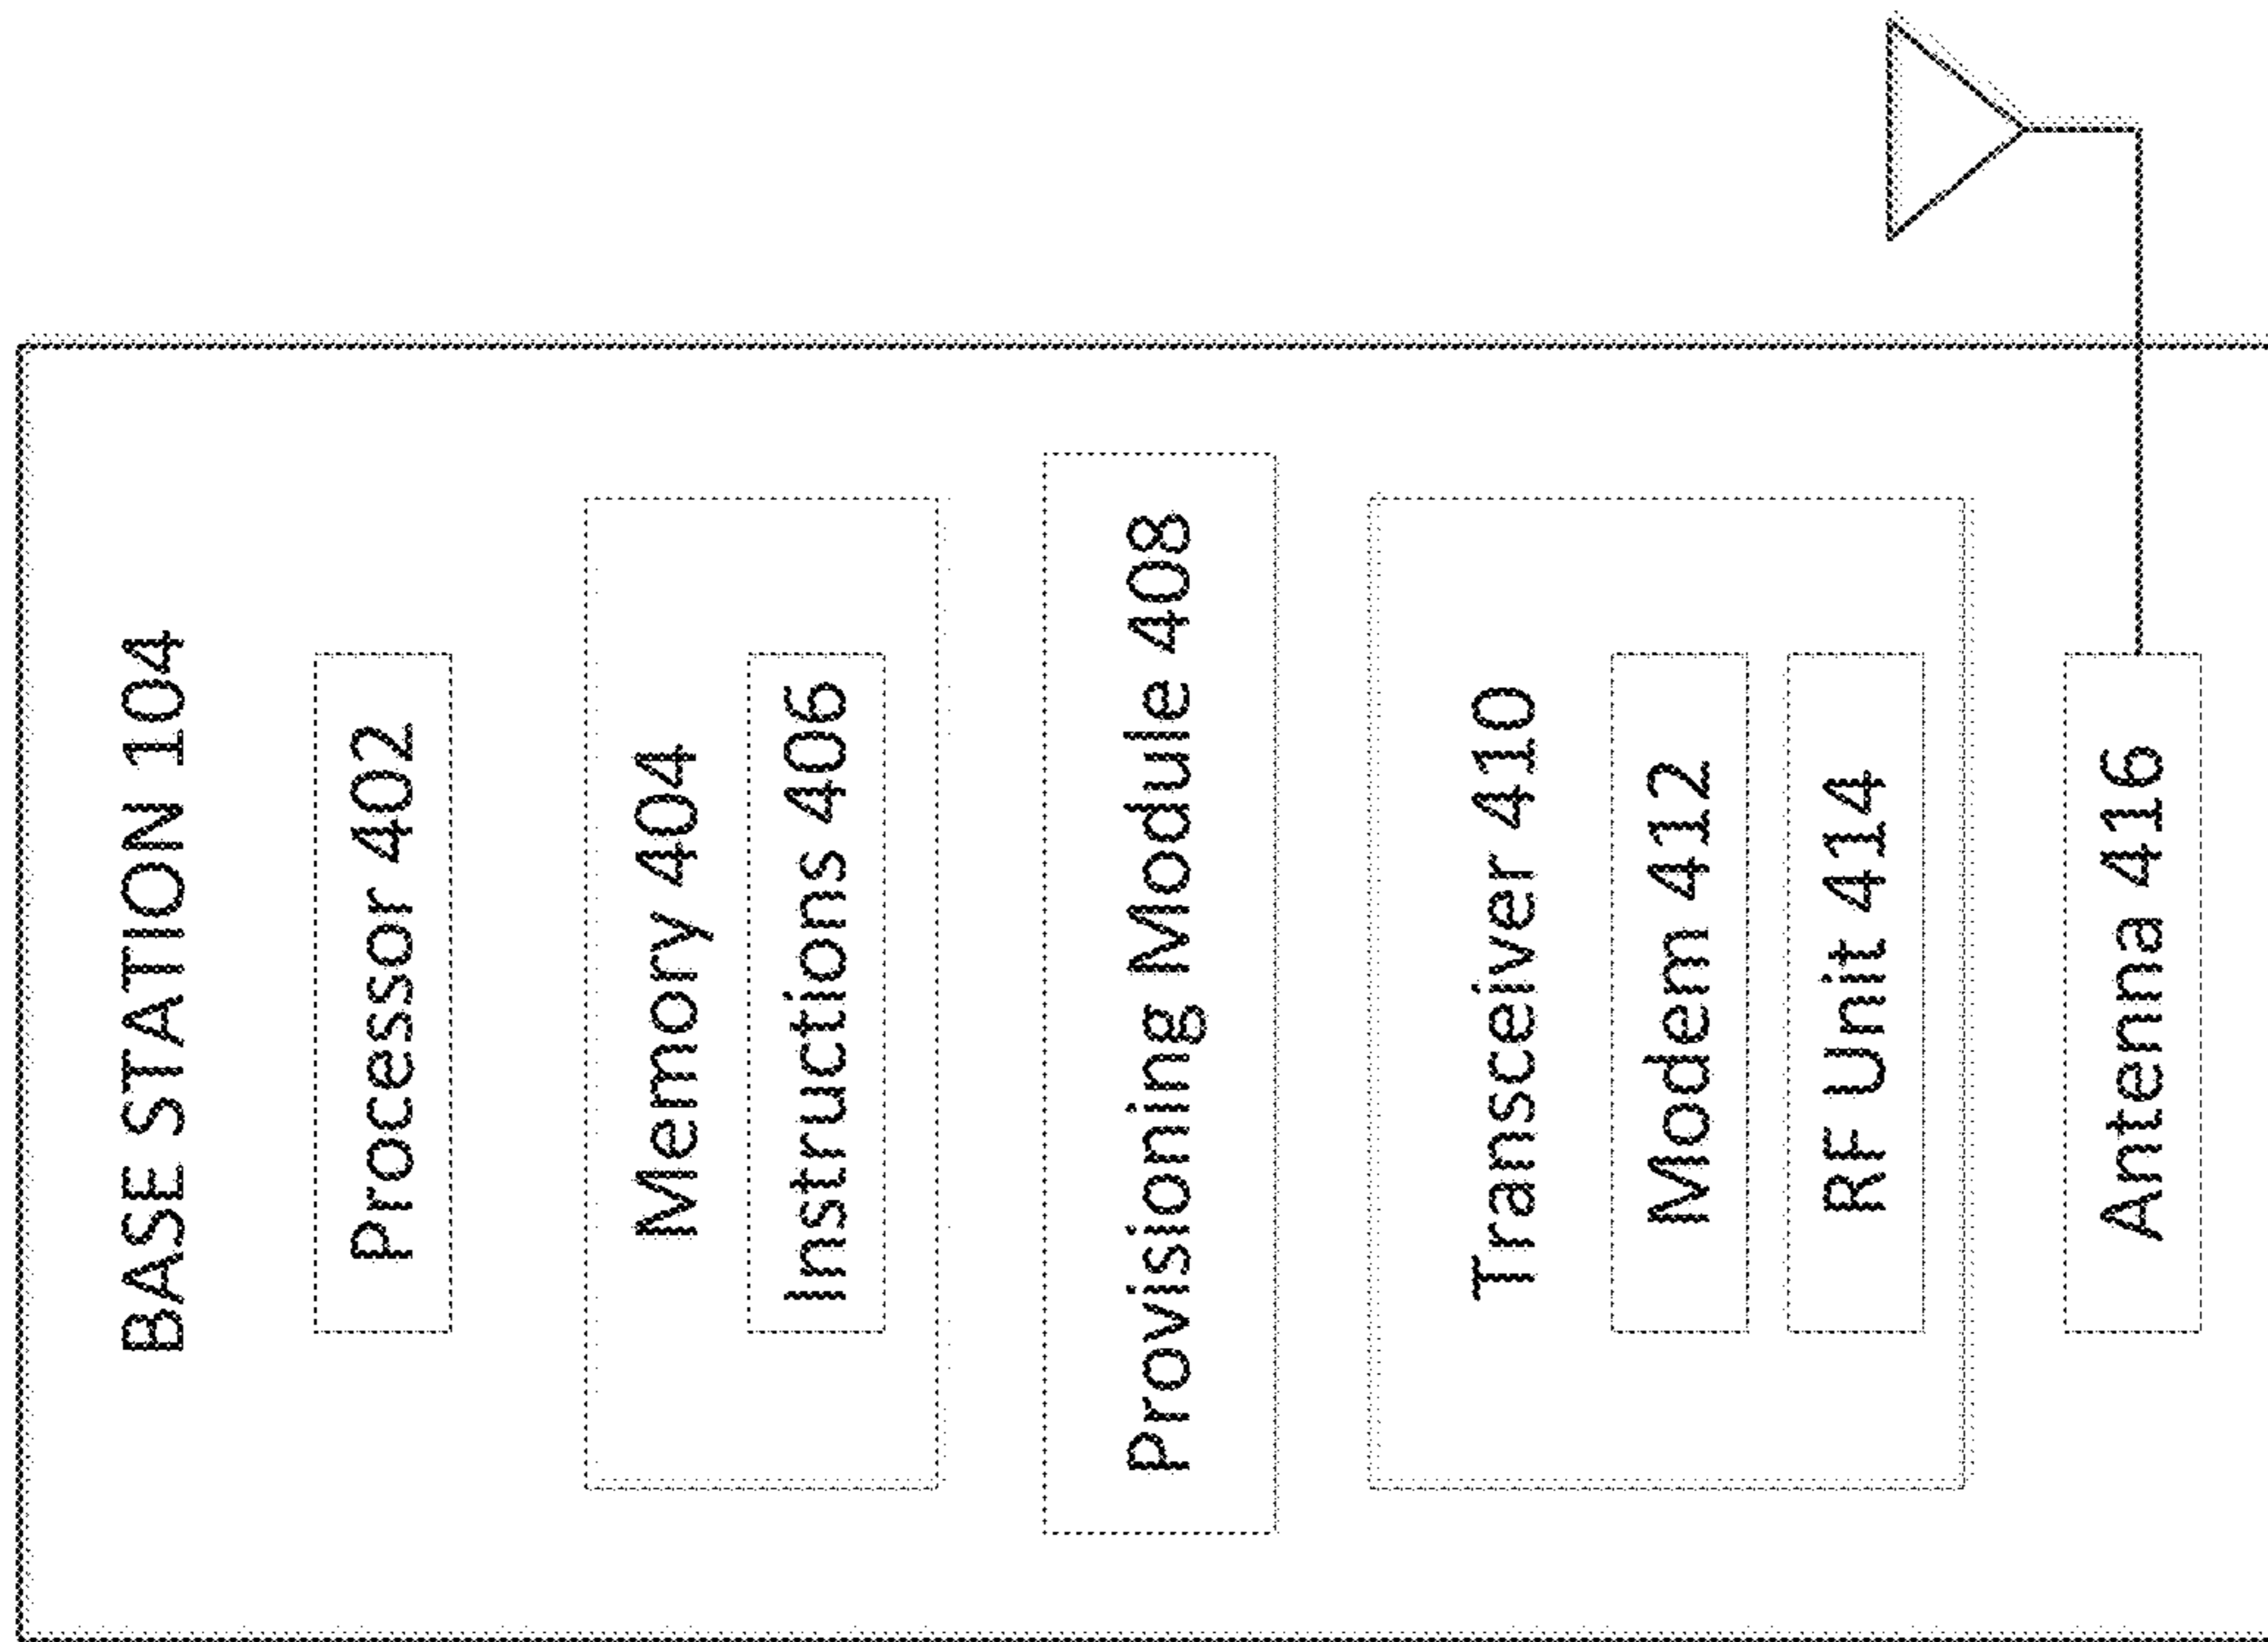 BASE STATION 104
Processor 402
Memory 404
Instructions 406
Provisioning Module 408
Transceiver 410
Modem 412
RF Unit 414
Antenna 416